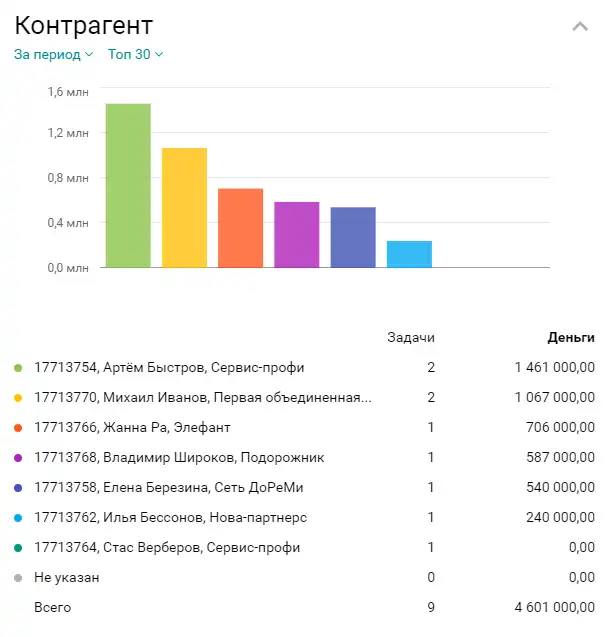 Контрагент
За период Топ 30
1,6 млн
1,2 млн
0,8 млн
0,4 млн
0,0 млн
Задачи Деньги
17713754, Артём Быстров, Сервис-профи 2 1 461 000,00
17713770, Михаил Иванов, Первая объединенная... 2 1 067 000,00
17713766, Жанна Ра, Элефант 1 706 000,00
17713768, Владимир Широков, Подорожник 1 587 000,00
17713758, Елена Березина, Сеть ДоРеМи 1 540 000,00
17713762, Илья Бессонов, Нова-партнерс 1 240 000,00
17713764, Стас Верберов, Сервис-профи 1 0,00
Не указан 0 0,00
Всего 9 4 601 000,00